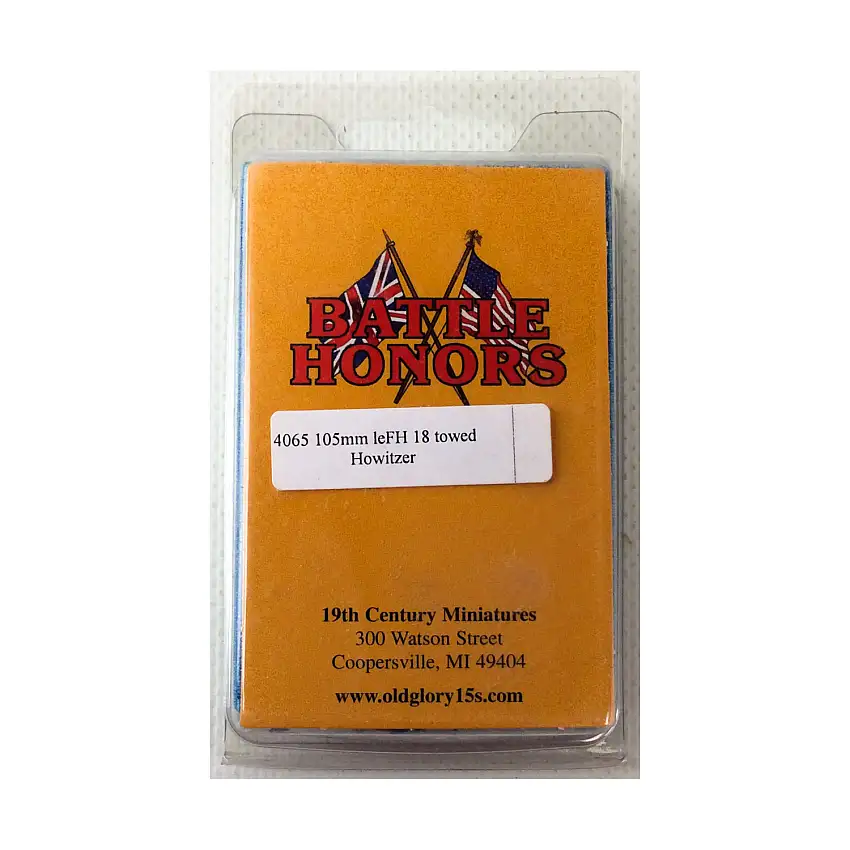 BATTLE
HONORS
4065 105mm leFH 18 towed
Howitzer
19th Century Miniatures
300 Watson Street
Coopersville, MI 49404
www.oldglory15s.com